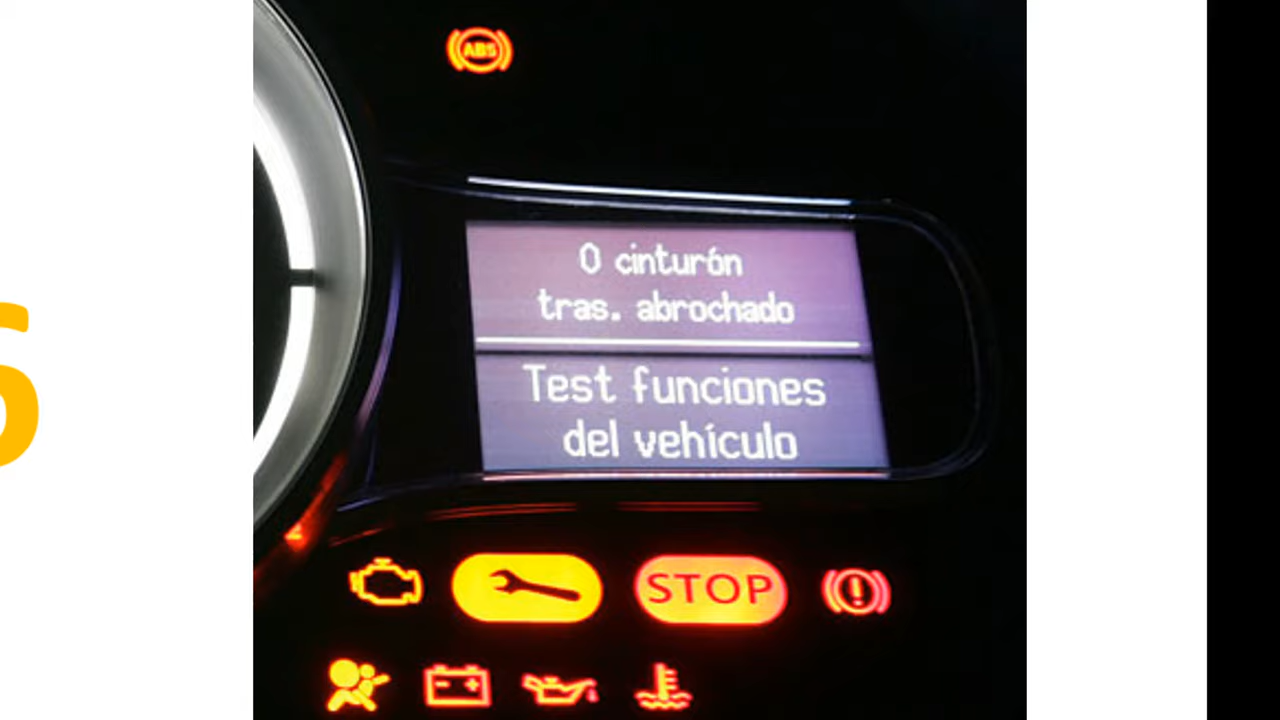 ABS
0 cinturón
tras. abrochado
Test funciones
del vehículo
STOP